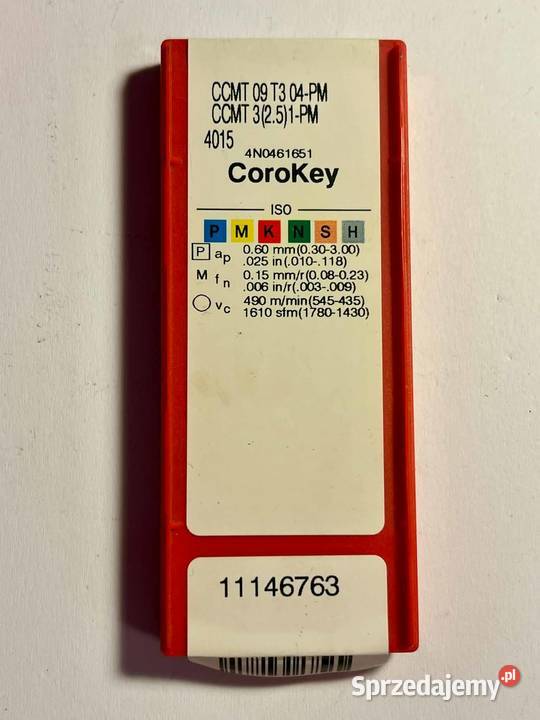 CCMT 09 T3 04-PM
CCMT 3(2.5)1-PM
4015
4N0461651
CoroKey
ISO
P M K N S H
P ap 0.60 mm(0.30-3.00)
.025 in(.010-.118)
M fn 0.15 mm/r(0.08-0.23)
.006 in/r(.003-.009)
vc 490 m/min(545-435)
1610 sfm(1780-1430)
11146763
Sprzedajemy.pl